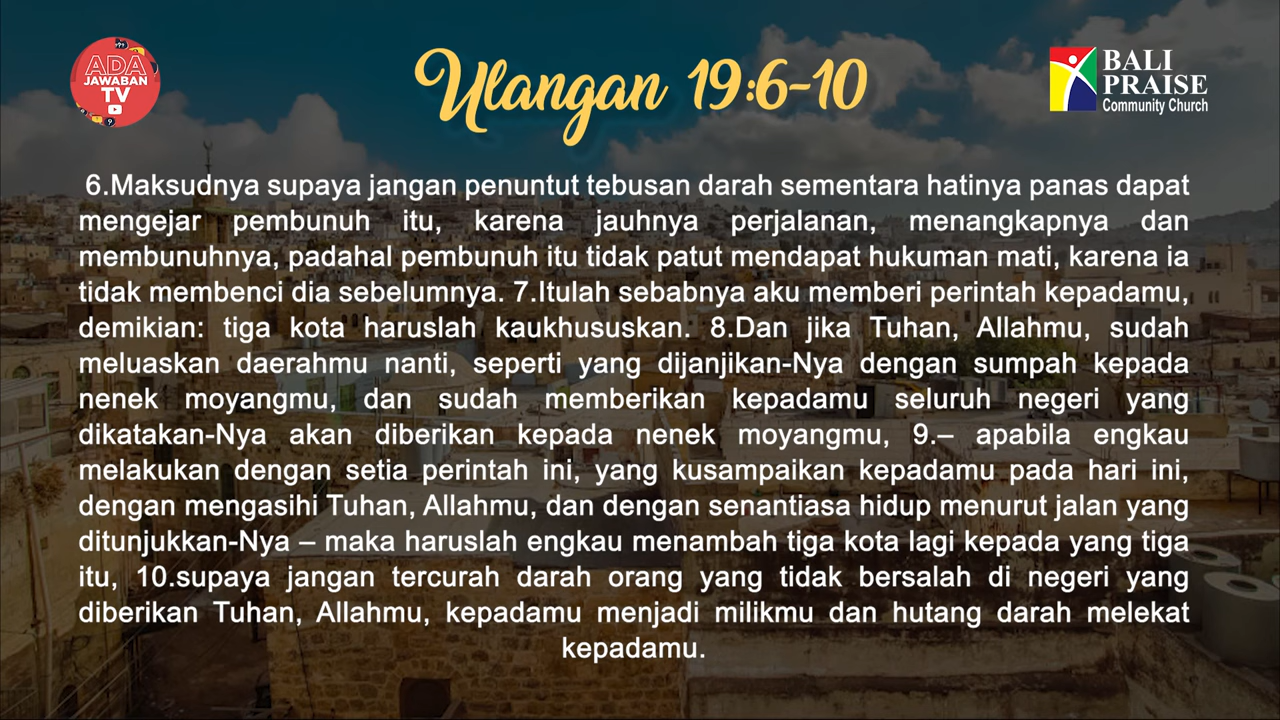 ADA
JAWABAN
TV
Ulangan 19:6-10
BALI
PRAISE
Community Church
6.Maksudnya supaya jangan penuntut tebusan darah sementara hatinya panas dapat
mengejar pembunuh itu, karena jauhnya perjalanan, menangkapnya dan
membunuhnya, padahal pembunuh itu tidak patut mendapat hukuman mati, karena ia
tidak membenci dia sebelumnya. 7.Itulah sebabnya aku memberi perintah kepadamu,
demikian: tiga kota haruslah kaukhususkan. 8.Dan jika Tuhan, Allahmu, sudah
meluaskan daerahmu nanti, seperti yang dijanjikan-Nya dengan sumpah kepada
nenek moyangmu, dan sudah memberikan kepadamu seluruh negeri yang
dikatakan-Nya akan diberikan kepada nenek moyangmu, 9.– apabila engkau
melakukan dengan setia perintah ini, yang kusampaikan kepadamu pada hari ini,
dengan mengasihi Tuhan, Allahmu, dan dengan senantiasa hidup menurut jalan yang
ditunjukkan-Nya – maka haruslah engkau menambah tiga kota lagi kepada yang tiga
itu, 10.supaya jangan tercurah darah orang yang tidak bersalah di negeri yang
diberikan Tuhan, Allahmu, kepadamu menjadi milikmu dan hutang darah melekat
kepadamu.